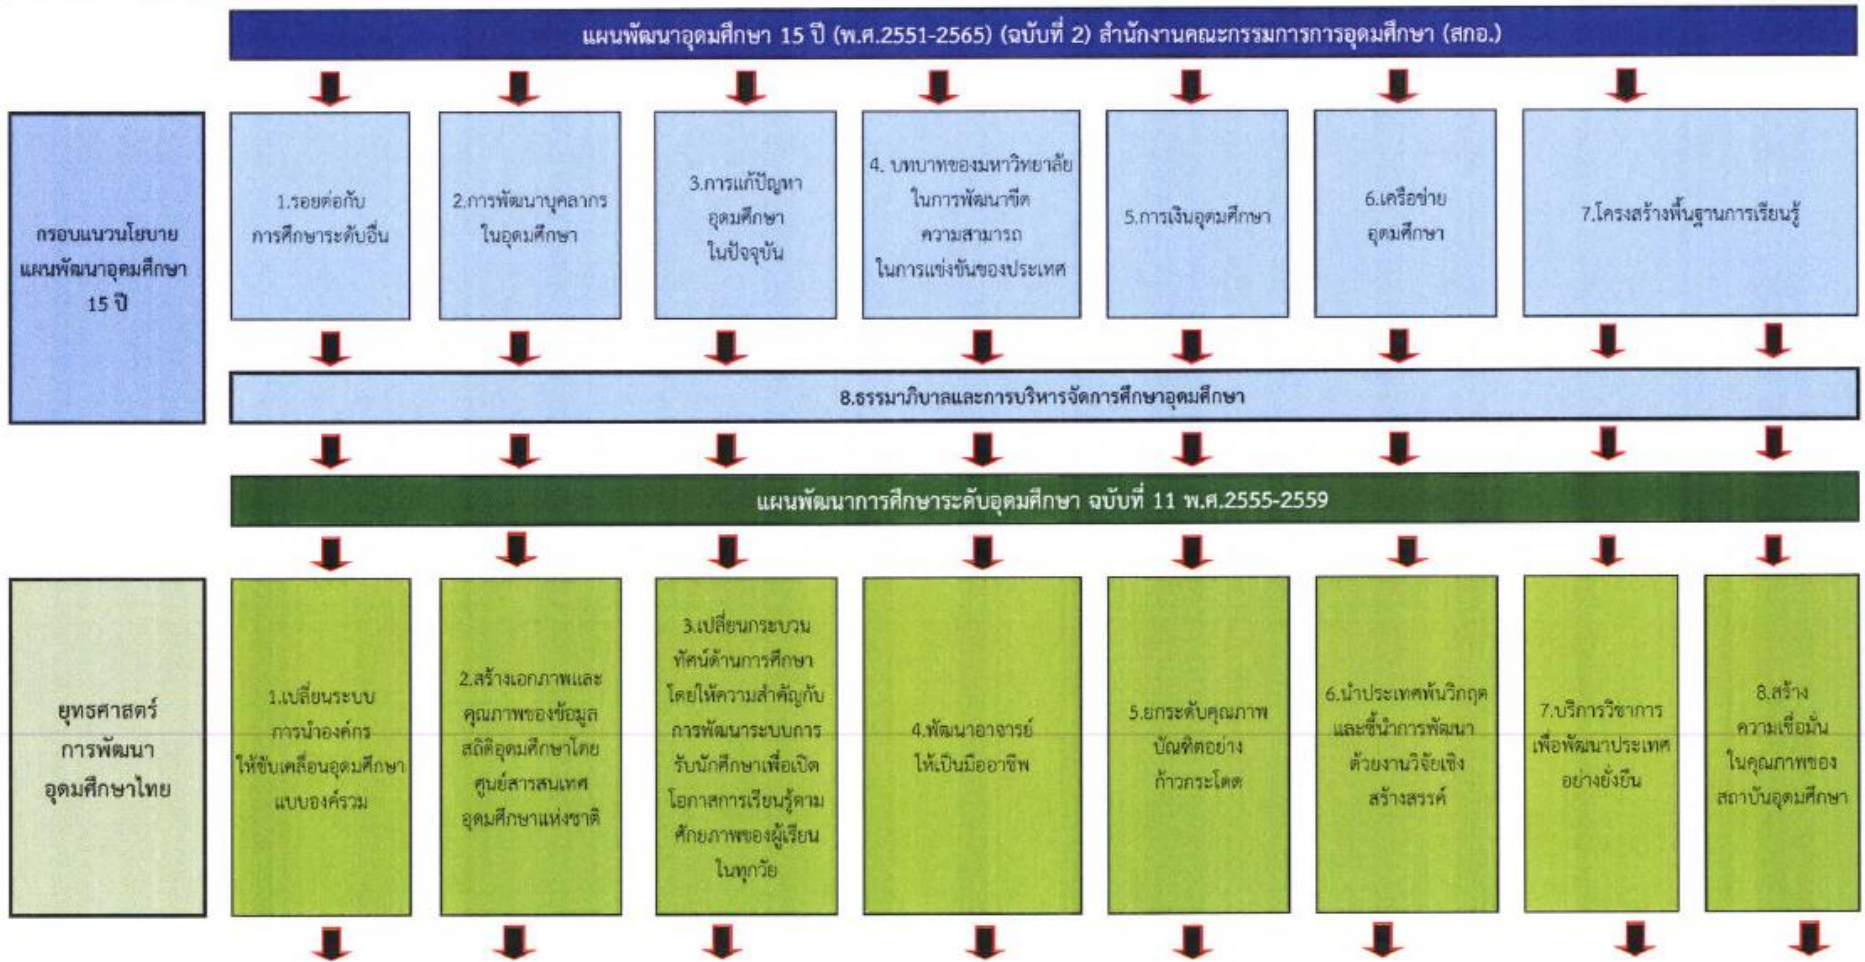 แผนพัฒนาอุดมศึกษา 15 ปี (พ.ศ.2551-2565) (ฉบับที่ 2) สำนักงานคณะกรรมการการอุดมศึกษา (สกอ.)
กรอบแนวนโยบาย
แผนพัฒนาอุดมศึกษา
15 ปี
1.รอยต่อกับ
การศึกษาระดับอื่น
2.การพัฒนาบุคลากร
ในอุดมศึกษา
3.การแก้ปัญหา
อุดมศึกษา
ในปัจจุบัน
4. บทบาทของมหาวิทยาลัย
ในการพัฒนาขีด
ความสามารถ
ในการแข่งขันของประเทศ
5.การเงินอุดมศึกษา
6.เครือข่าย
อุดมศึกษา
7.โครงสร้างพื้นฐานการเรียนรู้
8.ธรรมาภิบาลและการบริหารจัดการศึกษาอุดมศึกษา
แผนพัฒนาการศึกษาระดับอุดมศึกษา ฉบับที่ 11 พ.ศ.2555-2559
ยุทธศาสตร์
การพัฒนา
อุดมศึกษาไทย
1.เปลี่ยนระบบ
การนำองค์กร
ให้ขับเคลื่อนอุดมศึกษา
แบบองค์รวม
2.สร้างเอกภาพและ
คุณภาพของข้อมูล
สถิติอุดมศึกษาโดย
ศูนย์สารสนเทศ
อุดมศึกษาแห่งชาติ
3.เปลี่ยนกระบวน
ทัศน์ด้านการศึกษา
โดยให้ความสำคัญกับ
การพัฒนาระบบการ
รับนักศึกษาเพื่อเปิด
โอกาสการเรียนรู้ตาม
ศักยภาพของผู้เรียน
ในทุกวัย
4.พัฒนาอาจารย์
ให้เป็นมืออาชีพ
5.ยกระดับคุณภาพ
บัณฑิตอย่าง
ก้าวกระโดด
6.นำประเทศพ้นวิกฤต
และชี้นำการพัฒนา
ด้วยงานวิจัยเชิง
สร้างสรรค์
7.บริการวิชาการ
เพื่อพัฒนาประเทศ
อย่างยั่งยืน
8.สร้าง
ความเชื่อมั่น
ในคุณภาพของ
สถาบันอุดมศึกษา